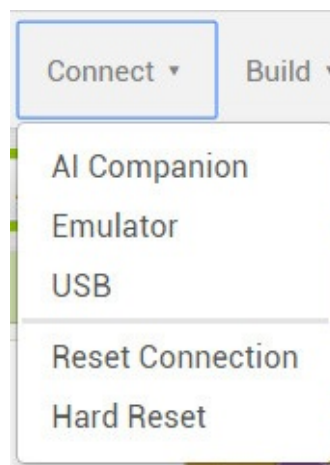 Connect ▾ Build
AI Companion
Emulator
USB
Reset Connection
Hard Reset